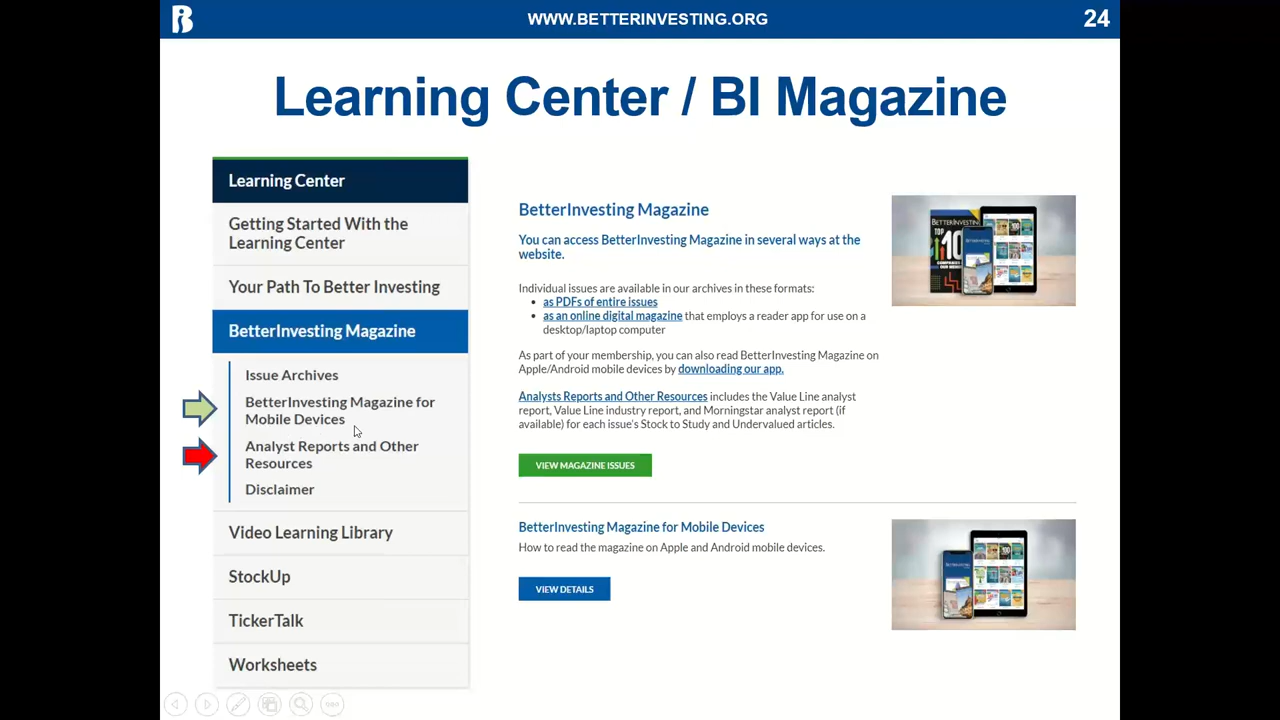 WWW.BETTERINVESTING.ORG
24
Learning Center / BI Magazine
Learning Center
Getting Started With the
Learning Center
Your Path To Better Investing
BetterInvesting Magazine
Issue Archives
BetterInvesting Magazine for
Mobile Devices
Analyst Reports and Other
Resources
Disclaimer
Video Learning Library
StockUp
TickerTalk
Worksheets
BetterInvesting Magazine
You can access BetterInvesting Magazine in several ways at the
website.
Individual issues are available in our archives in these formats:
• as PDFs of entire issues
• as an online digital magazine that employs a reader app for use on a
desktop/laptop computer
As part of your membership, you can also read BetterInvesting Magazine on
Apple/Android mobile devices by downloading our app.
Analysts Reports and Other Resources includes the Value Line analyst
report, Value Line industry report, and Morningstar analyst report (if
available) for each issue's Stock to Study and Undervalued articles.
VIEW MAGAZINE ISSUES
BetterInvesting Magazine for Mobile Devices
How to read the magazine on Apple and Android mobile devices.
VIEW DETAILS
BETTERINVESTING
TOP